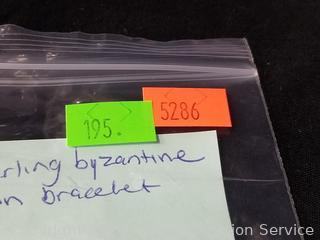 195.
5286
rling byzantine
n Bracelet
ion Service